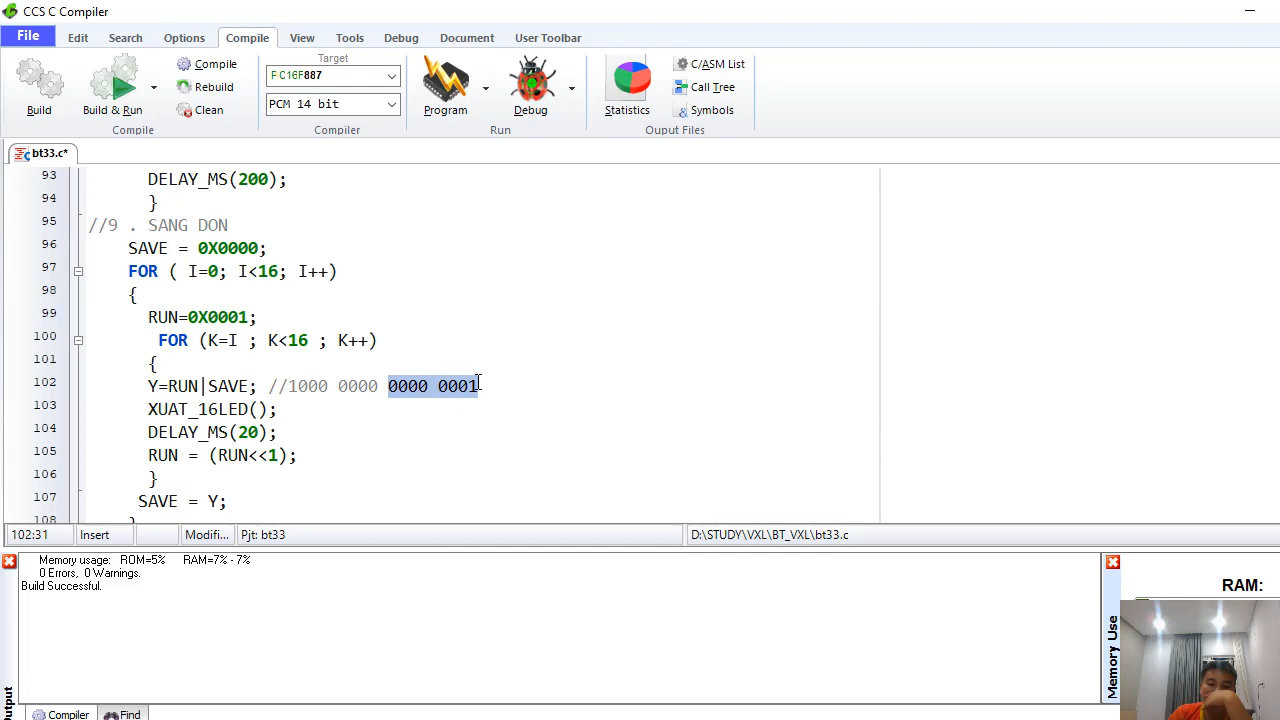 CCS C Compiler
File Edit Search Options Compile View Tools Debug Document User Toolbar
Build
Build & Run
Compile
Rebuild
Clean
Compile
Target
PIC16F887
PCM 14 bit
Compiler
Program
Debug
Run
Statistics
C/ASM List
Call Tree
Symbols
Ouput Files
bt33.c*
93 DELAY_MS(200);
94 }
95 //9 . SANG DON
96 SAVE = 0X0000;
97 FOR ( I=0; I<16; I++)
98 {
99 RUN=0X0001;
100 FOR (K=I ; K<16 ; K++)
101 {
102 Y=RUN|SAVE; //1000 0000 0000 0001
103 XUAT_16LED();
104 DELAY_MS(20);
105 RUN = (RUN<<1);
106 }
107 SAVE = Y;
108 }
102:31 Insert Modifi... Pjt: bt33 D:\STUDY\VXL\BT_VXL\bt33.c
Memory usage: ROM=5% RAM=7% - 7%
0 Errors, 0 Warnings.
Build Successful.
Output
Compiler Find
Memory Use
RAM: